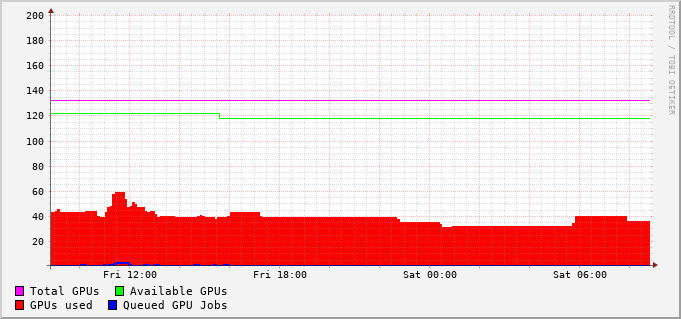 200
180
160
140
120
100
80
60
40
20
Fri 12:00 Fri 18:00 Sat 00:00 Sat 06:00
Total GPUs Available GPUs
GPUs used Queued GPU Jobs
RRDTOOL / TOBI OETIKER